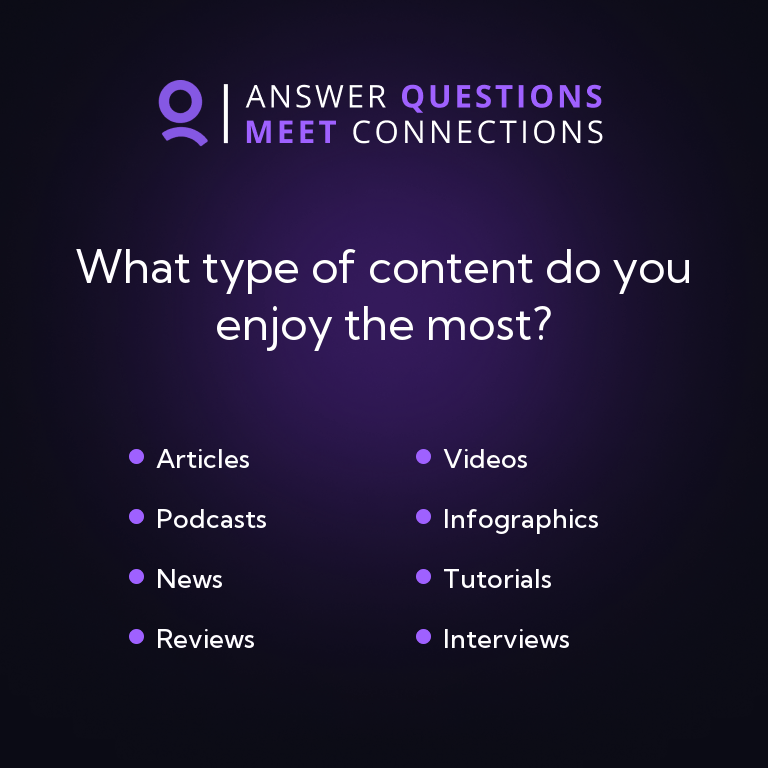 ANSWER QUESTIONS
MEET CONNECTIONS
What type of content do you
enjoy the most?
Articles
Podcasts
News
Reviews
Videos
Infographics
Tutorials
Interviews